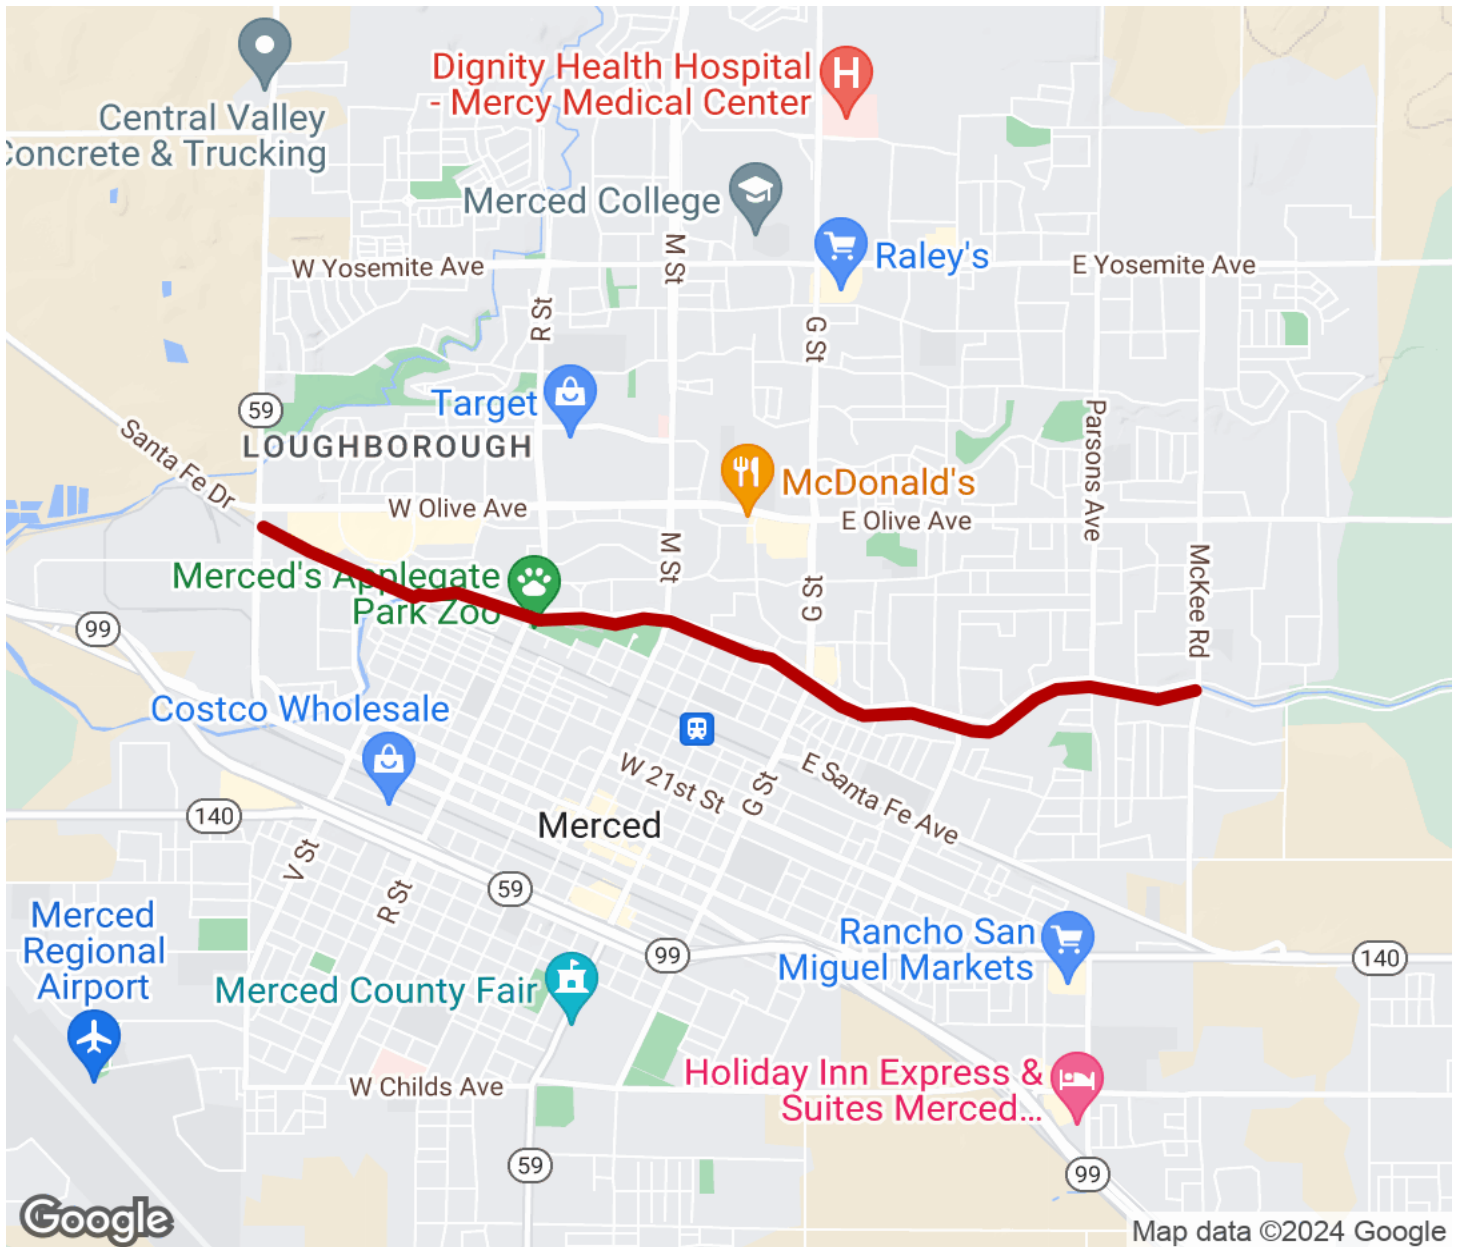 Dignity Health Hospital
- Mercy Medical Center
Central Valley
Concrete & Trucking
Merced College
M St
Raley's
W Yosemite Ave
E Yosemite Ave
R St
G St
Target
59
LOUGHBOROUGH
Santa Fe Dr
McDonald's
Parsons Ave
W Olive Ave
E Olive Ave
M St
McKee Rd
Merced's Applegate
Park Zoo
G St
99
Costco Wholesale
W 21st St
G St
E Santa Fe Ave
140
Merced
V St
R St
59
Merced
Regional
Airport
99
Rancho San
Miguel Markets
140
Merced County Fair
W Childs Ave
Holiday Inn Express &
Suites Merced...
59
99
Google
Map data ©2024 Google